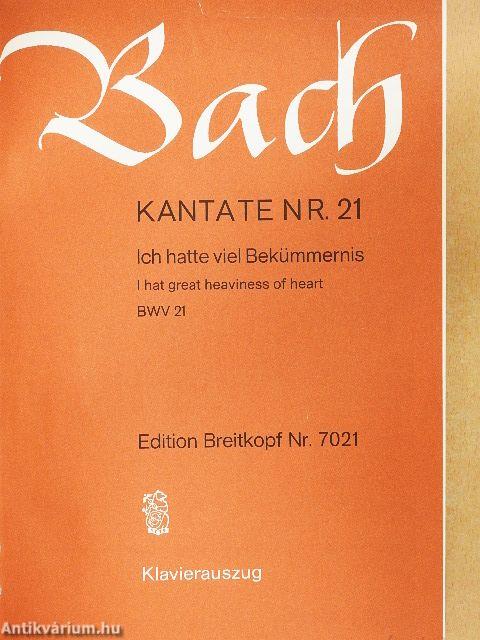 Bach
KANTATE NR. 21
Ich hatte viel Bekümmernis
I hat great heaviness of heart
BWV 21
Edition Breitkopf Nr. 7021
Klavierauszug
Antikvárium.hu